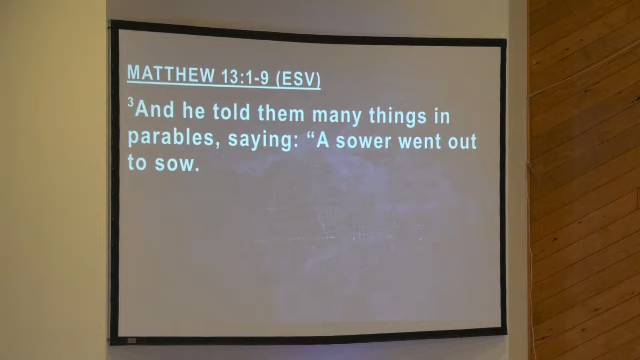 MATTHEW 13:1-9 (ESV)
³And he told them many things in
parables, saying: “A sower went out
to sow.